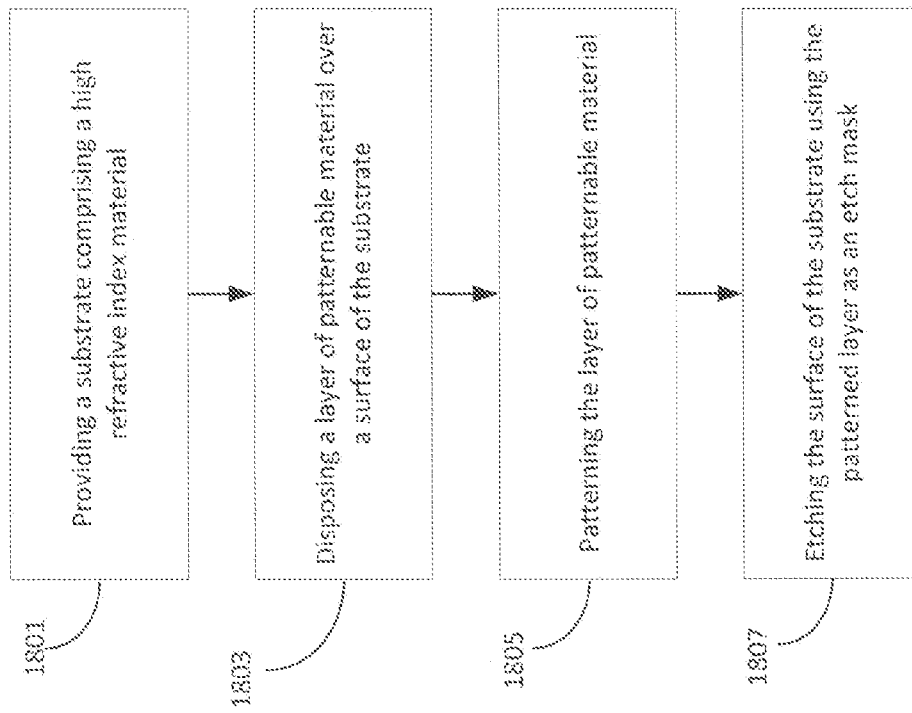 1801
Providing a substrate comprising a high
refractive index material
1803
Disposing a layer of patternable material over
a surface of the substrate
1805
Patterning the layer of patternable material
1807
Etching the surface of the substrate using the
patterned layer as an etch mask